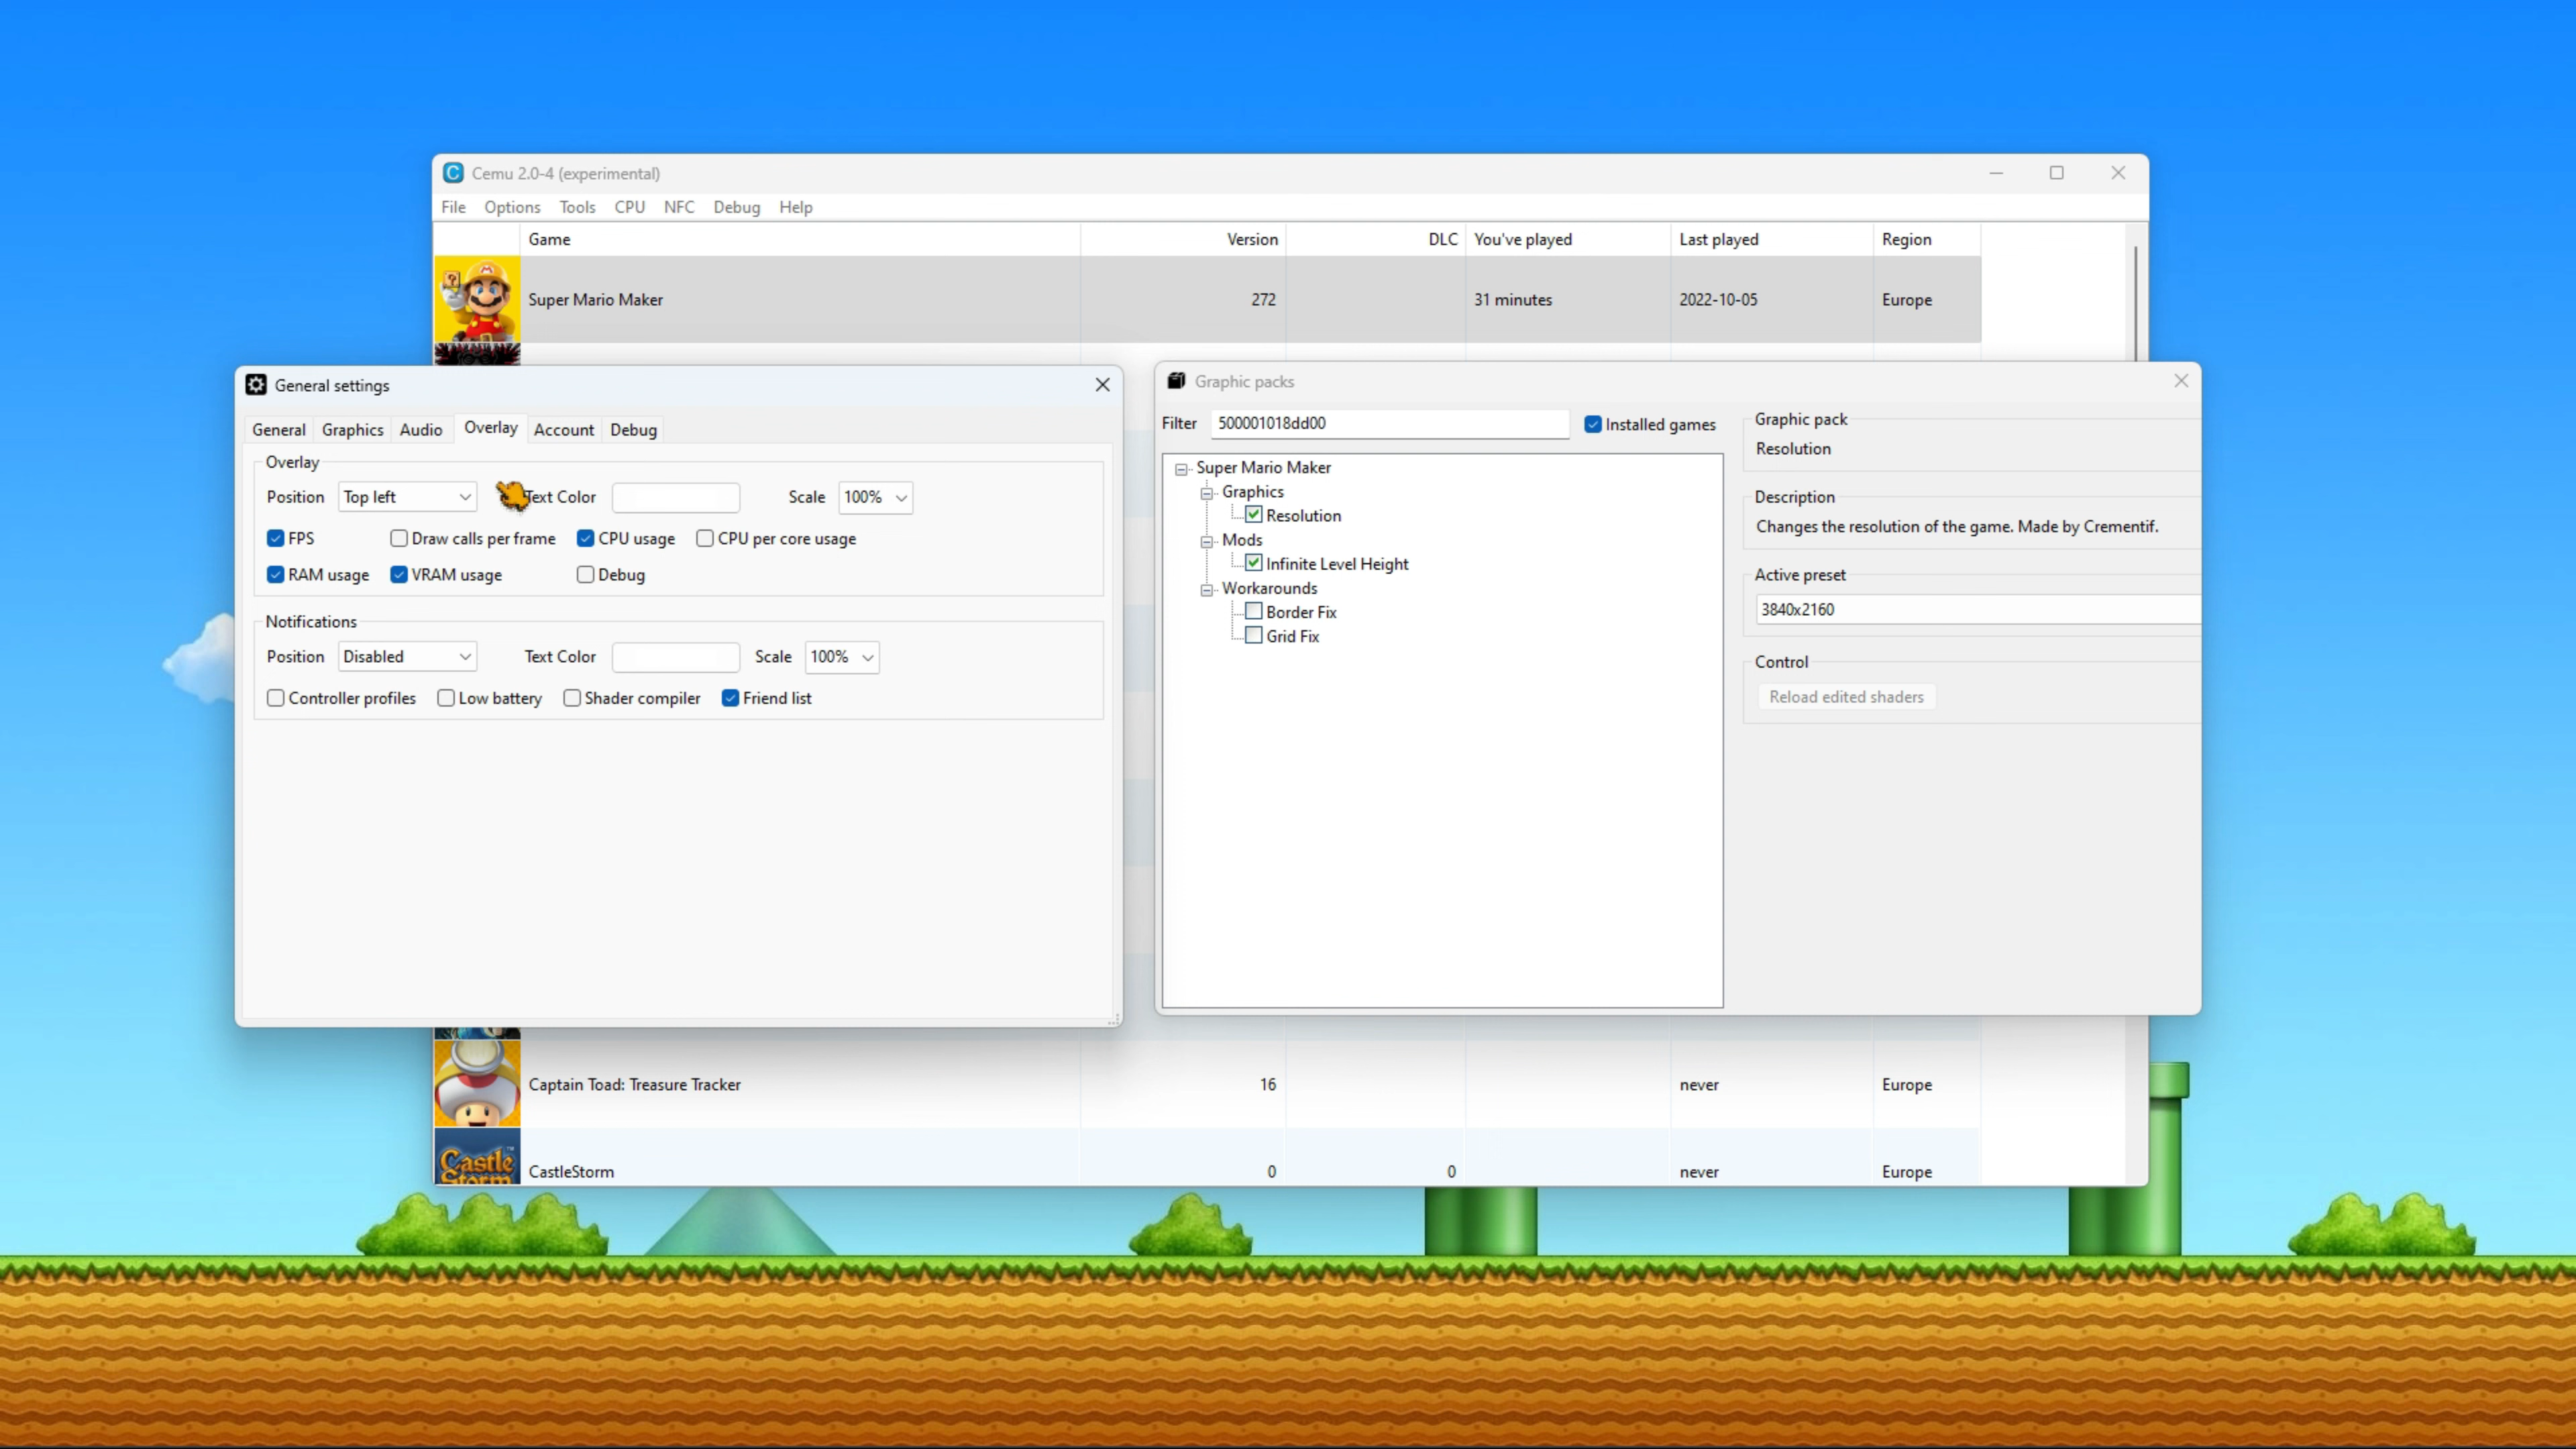 Cemu 2.0-4 (experimental)
File Options Tools CPU NFC Debug Help
Game Version DLC You've played Last played Region
Super Mario Maker 272 31 minutes 2022-10-05 Europe
General settings
General Graphics Audio Overlay Account Debug
Overlay
Position Top left Text Color Scale 100%
FPS Draw calls per frame CPU usage CPU per core usage
RAM usage VRAM usage Debug
Notifications
Position Disabled Text Color Scale 100%
Controller profiles Low battery Shader compiler Friend list
Graphic packs
Filter 500001018dd00 Installed games
Super Mario Maker
Graphics
Resolution
Mods
Infinite Level Height
Workarounds
Border Fix
Grid Fix
Graphic pack
Resolution
Description
Changes the resolution of the game. Made by Crementif.
Active preset
3840x2160
Control
Reload edited shaders
Captain Toad: Treasure Tracker 16 never Europe
Castle
Storm
CastleStorm 0 0 never Europe